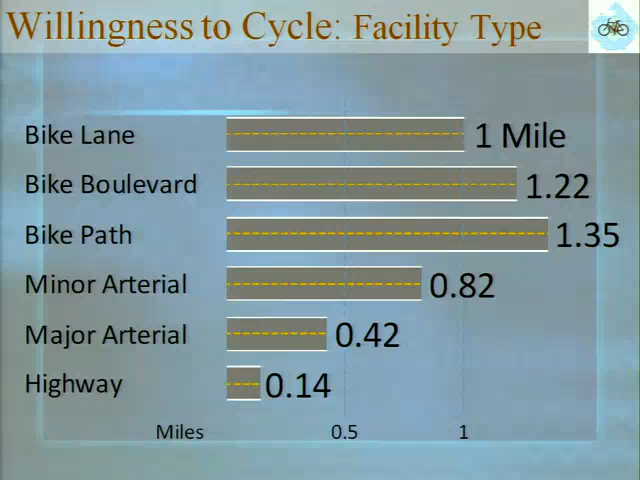 Willingness to Cycle: Facility Type
Bike Lane 1 Mile
Bike Boulevard 1.22
Bike Path 1.35
Minor Arterial 0.82
Major Arterial 0.42
Highway 0.14
Miles 0.5 1